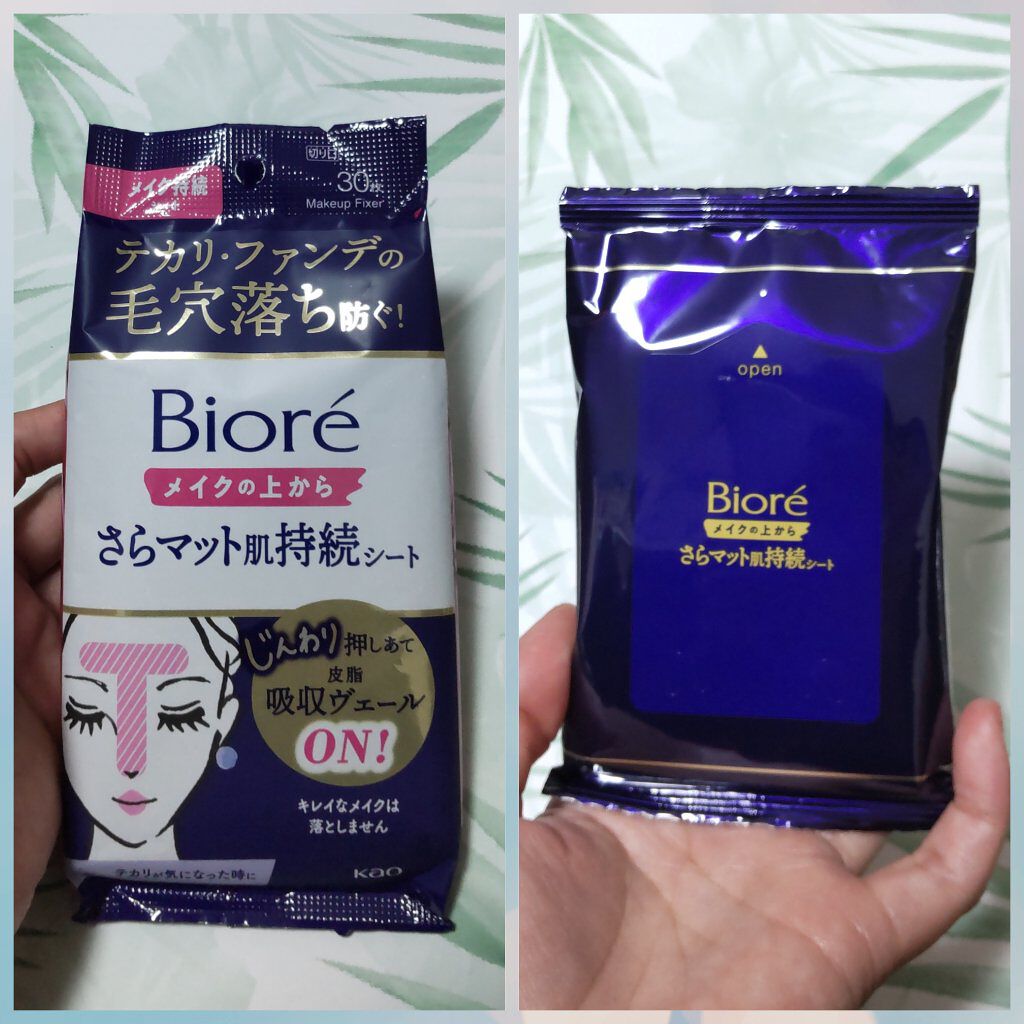 メイク持続
切り口
30枚
Makeup Fixer
テカリ・ファンデの
毛穴落ち防ぐ!
Bioré
メイクの上から
さらマット肌持続シート
じんわり押しあて
皮脂
吸収ヴェール
ON!
キレイなメイクは
落としません
テカリが気になった時に
Kao
open
Bioré
メイクの上から
さらマット肌持続シート